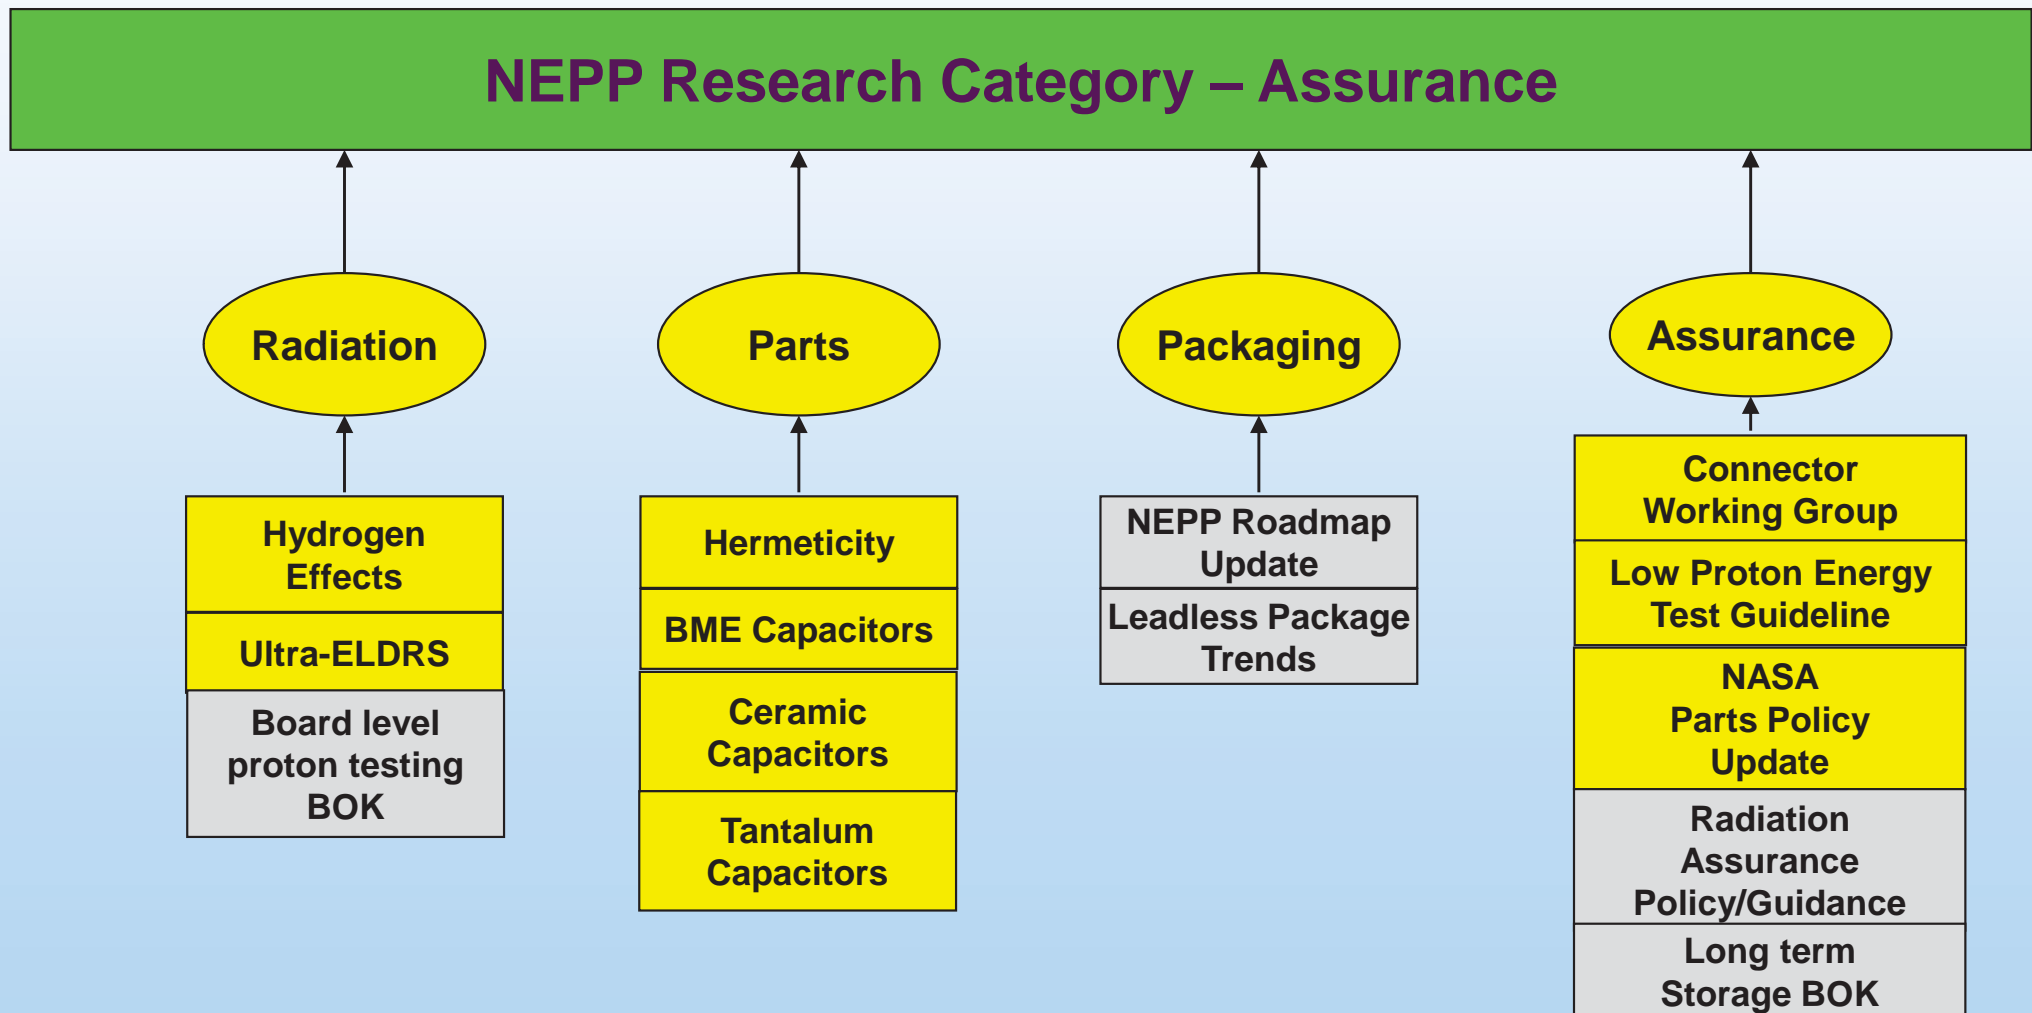 NEPP Research Category – Assurance
Radiation
Parts
Packaging
Assurance
Hydrogen
Effects
Ultra-ELDRS
Board level
proton testing
BOK
Hermeticity
BME Capacitors
Ceramic
Capacitors
Tantalum
Capacitors
NEPP Roadmap
Update
Leadless Package
Trends
Connector
Working Group
Low Proton Energy
Test Guideline
NASA
Parts Policy
Update
Radiation
Assurance
Policy/Guidance
Long term
Storage BOK